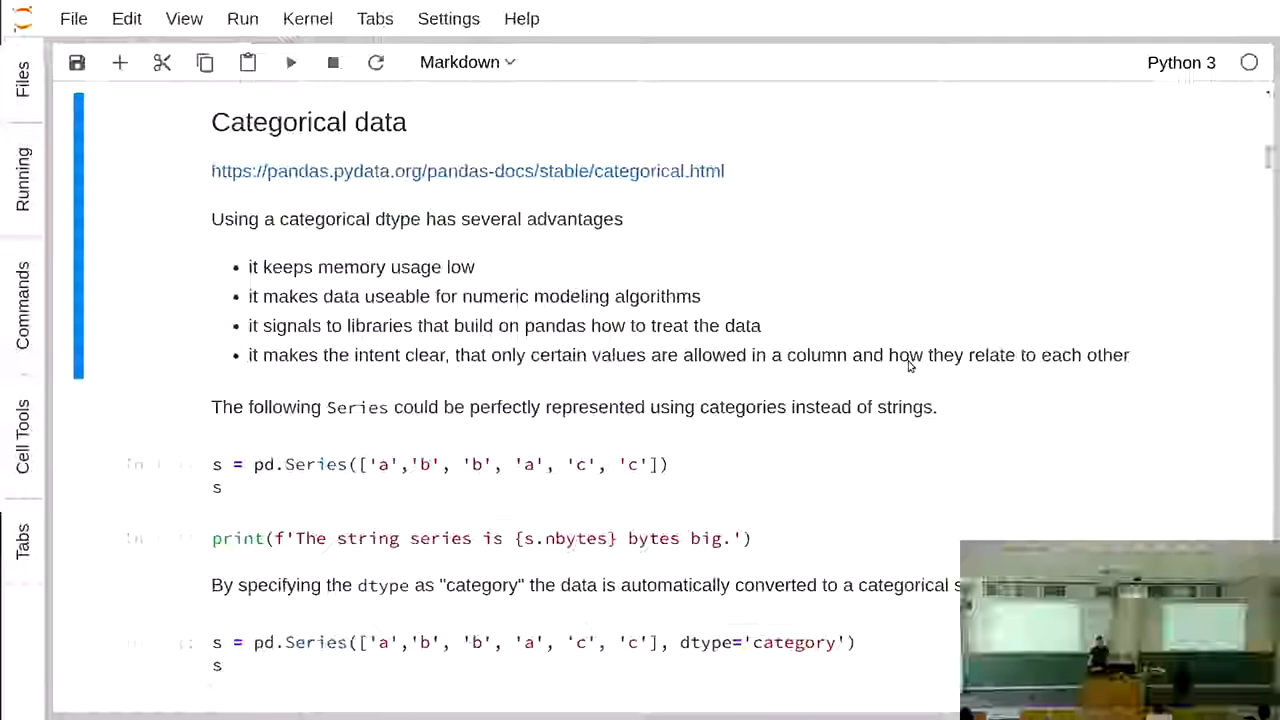 File Edit View Run Kernel Tabs Settings Help
Files
Running
Commands
Cell Tools
Tabs
Markdown
Python 3
Categorical data
https://pandas.pydata.org/pandas-docs/stable/categorical.html
Using a categorical dtype has several advantages
• it keeps memory usage low
• it makes data useable for numeric modeling algorithms
• it signals to libraries that build on pandas how to treat the data
• it makes the intent clear, that only certain values are allowed in a column and how they relate to each other
The following Series could be perfectly represented using categories instead of strings.
s = pd.Series(['a','b', 'b', 'a', 'c', 'c'])
s
print(f'The string series is {s.nbytes} bytes big.')
By specifying the dtype as "category" the data is automatically converted to a categorical s
s = pd.Series(['a','b', 'b', 'a', 'c', 'c'], dtype='category')
s